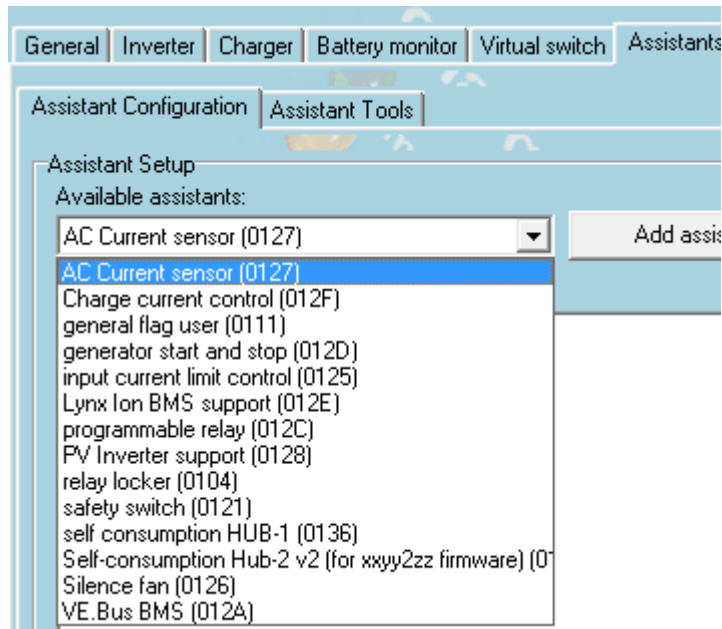 General Inverter Charger Battery monitor Virtual switch Assistants
Assistant Configuration Assistant Tools
Assistant Setup
Available assistants:
AC Current sensor (0127) Add assis
AC Current sensor (0127)
Charge current control (012F)
general flag user (0111)
generator start and stop (012D)
input current limit control (0125)
Lynx Ion BMS support (012E)
programmable relay (012C)
PV Inverter support (0128)
relay locker (0104)
safety switch (0121)
self consumption HUB-1 (0136)
Self-consumption Hub-2 v2 (for xxyy2zz firmware) (0
Silence fan (0126)
VE.Bus BMS (012A)